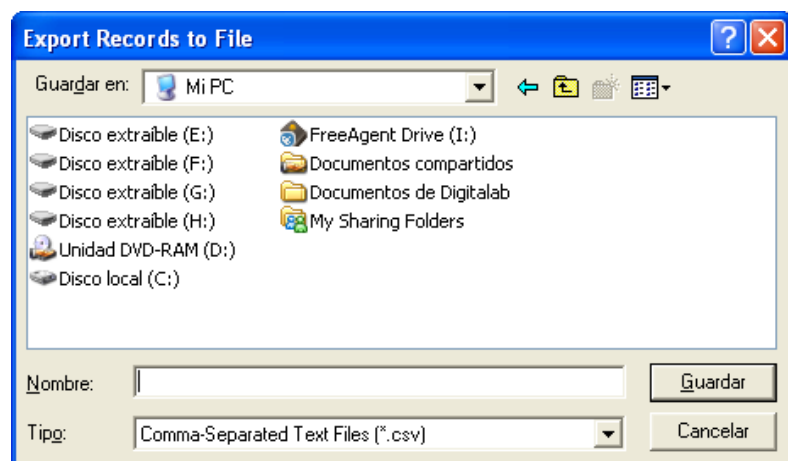 Export Records to File
Guardar en: Mi PC
Disco extraíble (E:)
Disco extraíble (F:)
Disco extraíble (G:)
Disco extraíble (H:)
Unidad DVD-RAM (D:)
Disco local (C:)
FreeAgent Drive (I:)
Documentos compartidos
Documentos de Digitalab
My Sharing Folders
Nombre:
Guardar
Tipo: Comma-Separated Text Files (*.csv)
Cancelar